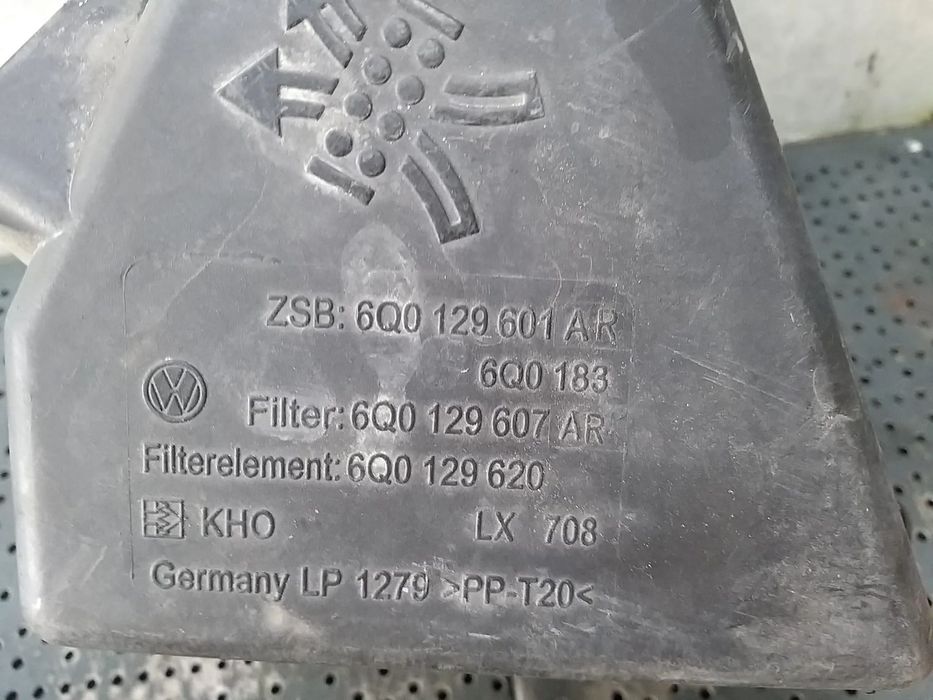 ZSB: 6Q0 129 601 AR
6Q0 183
Filter: 6Q0 129 607 AR
Filterelement: 6Q0 129 620
KHO LX 708
Germany LP 1279 >PP-T20<